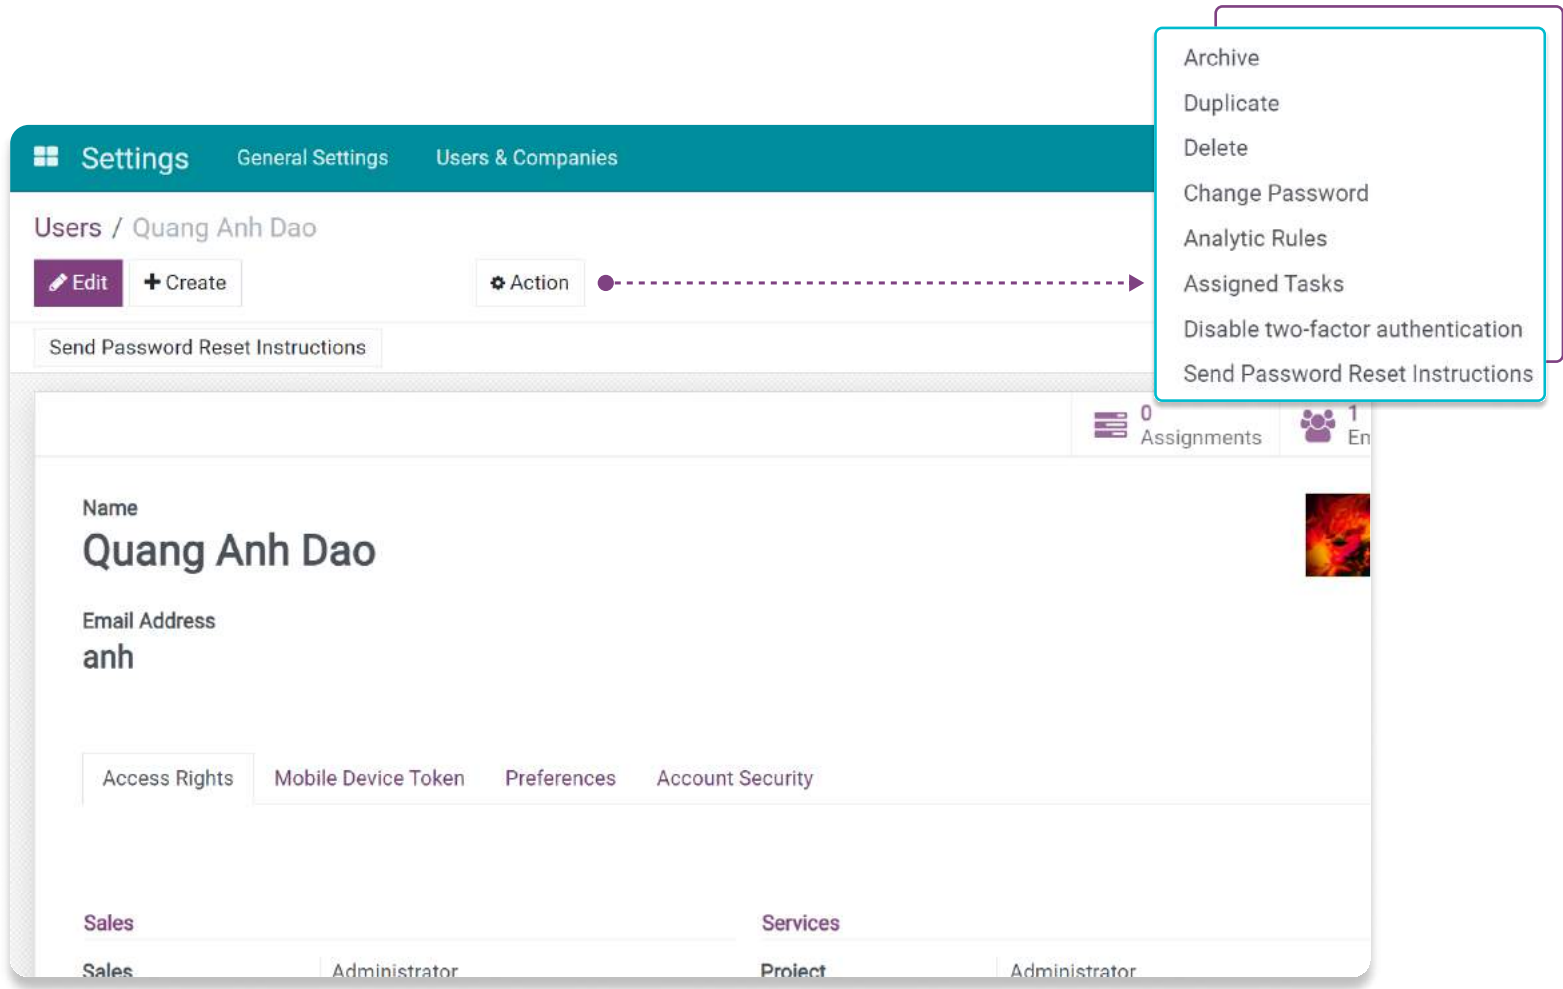 Archive
Duplicate
Delete
Change Password
Analytic Rules
Assigned Tasks
Disable two-factor authentication
Send Password Reset Instructions
Settings General Settings Users & Companies
Users / Quang Anh Dao
Edit Create Action
Send Password Reset Instructions
0 Assignments
1 En
Name
Quang Anh Dao
Email Address
anh
Access Rights Mobile Device Token Preferences Account Security
Sales Services
Sales Administrator Project Administrator